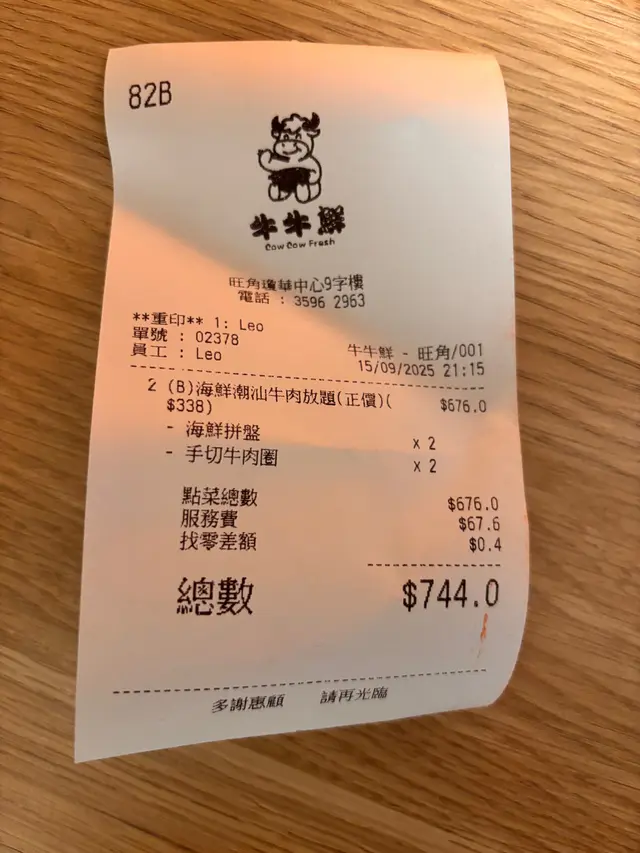 82B
牛牛鮮
Cow Cow Fresh
旺角瓊華中心9字樓
電話 : 3596 2963
**重印** 1: Leo
單號 : 02378
員工 : Leo
牛牛鮮 - 旺角/001
15/09/2025 21:15
2 (B)海鮮潮汕牛肉放題(正價)( $676.0
$338)
- 海鮮拼盤 x 2
- 手切牛肉圈 x 2
點菜總數 $676.0
服務費 $67.6
找零差額 $0.4
總數 $744.0
多謝惠顧 請再光臨